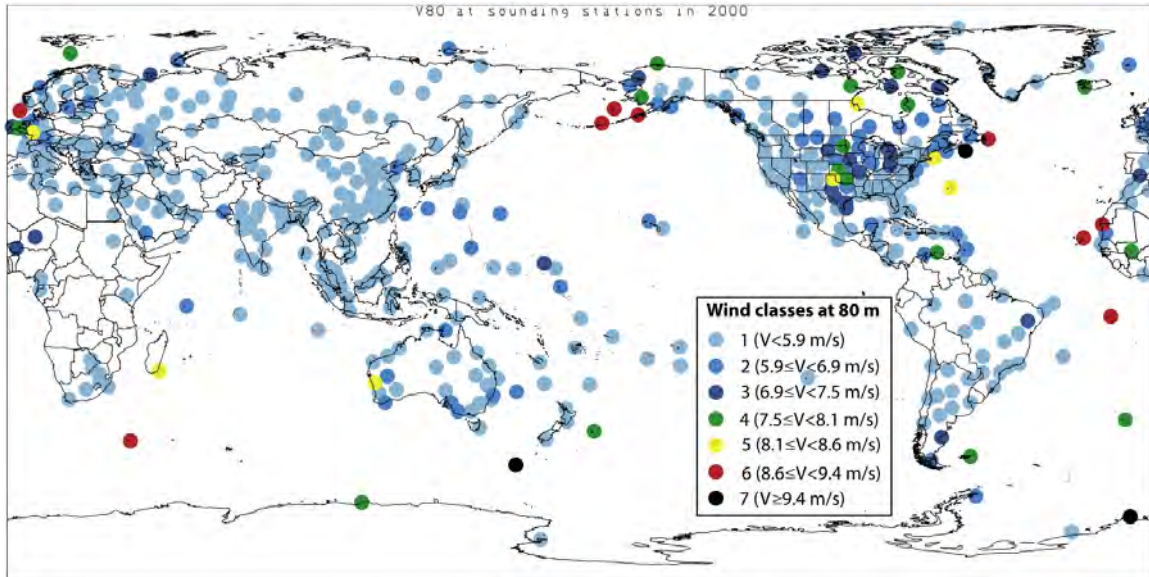 V80 at sounding stations in 2000
Wind classes at 80 m
1 (V<5.9 m/s)
2 (5.9≤V<6.9 m/s)
3 (6.9≤V<7.5 m/s)
4 (7.5≤V<8.1 m/s)
5 (8.1≤V<8.6 m/s)
6 (8.6≤V<9.4 m/s)
7 (V≥9.4 m/s)